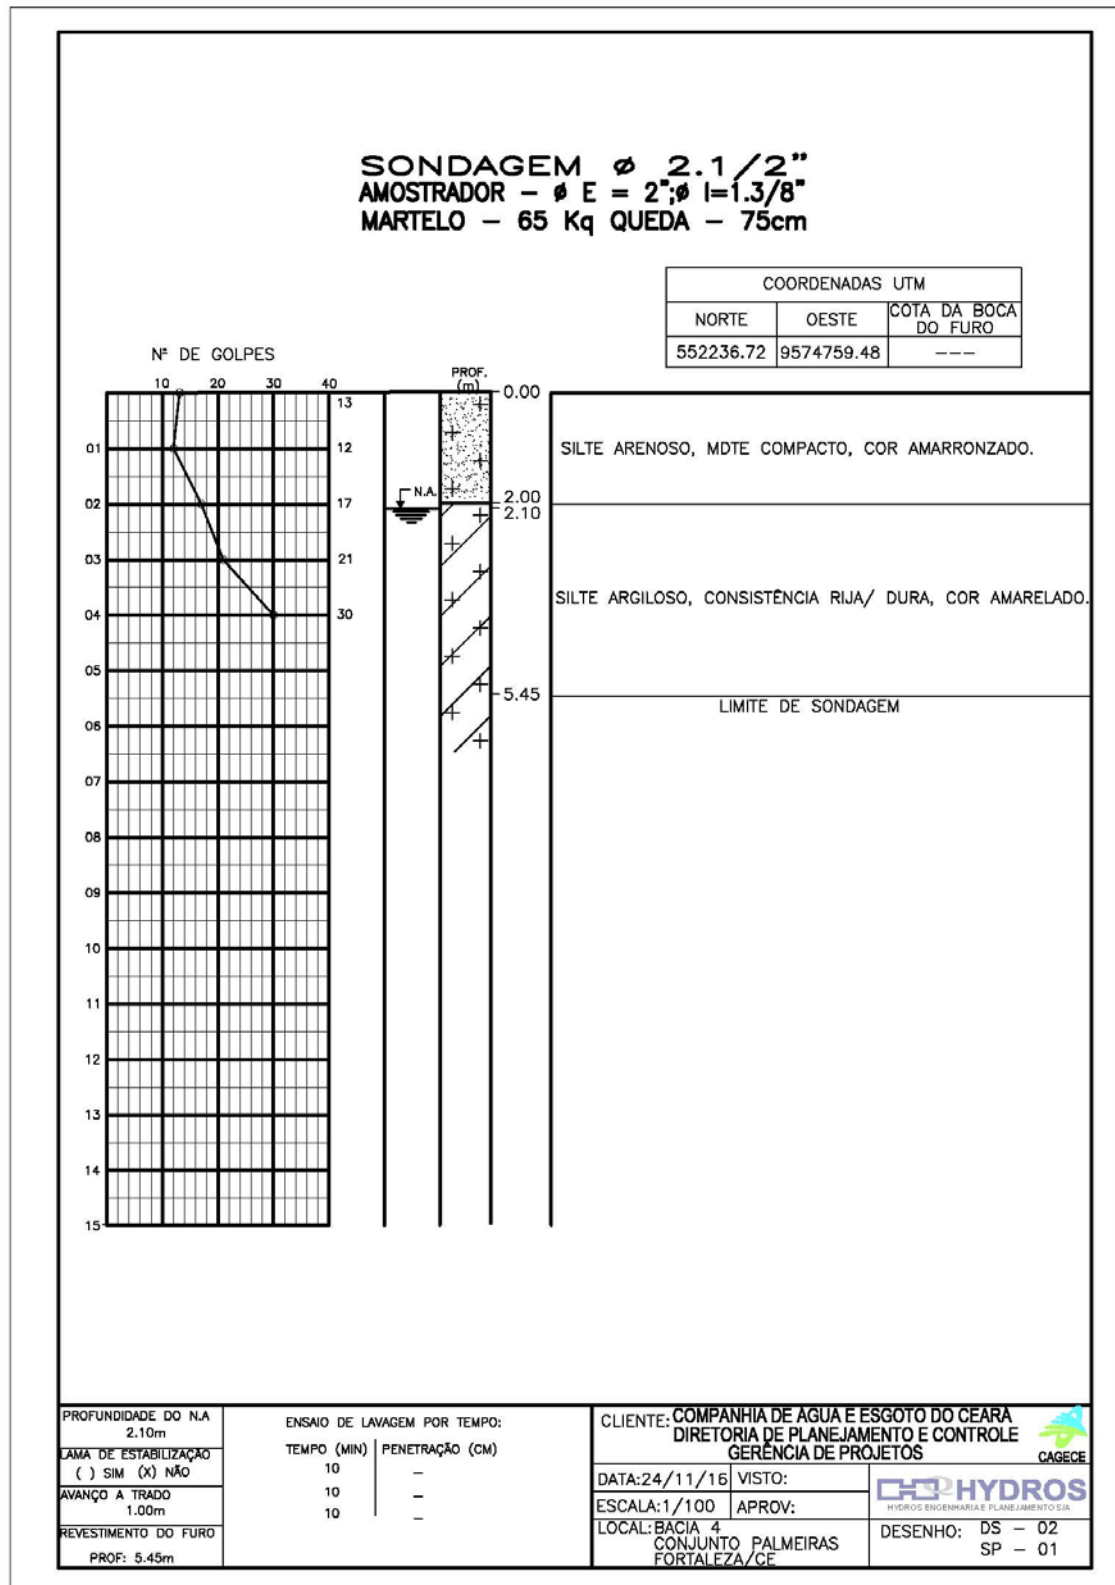 SONDAGEM ø 2.1/2"
AMOSTRADOR - ø E = 2";ø I=1.3/8"
MARTELO - 65 Kq QUEDA - 75cm
COORDENADAS UTM
NORTE OESTE COTA DA BOCA DO FURO
552236.72 9574759.48 ---
Nº DE GOLPES
10 20 30 40
PROF. (m)
0.00
13
01 12
SILTE ARENOSO, MDTE COMPACTO, COR AMARRONZADO.
N.A.
2.00
02 17
2.10
03 21
SILTE ARGILOSO, CONSISTÊNCIA RIJA/ DURA, COR AMARELADO.
04 30
05
5.45
LIMITE DE SONDAGEM
06
07
08
09
10
11
12
13
14
15
PROFUNDIDADE DO N.A
2.10m
LAMA DE ESTABILIZAÇÃO
( ) SIM (X) NÃO
AVANÇO A TRADO
1.00m
REVESTIMENTO DO FURO
PROF: 5.45m
ENSAIO DE LAVAGEM POR TEMPO:
TEMPO (MIN) PENETRAÇÃO (CM)
10 –
10 –
10 –
CLIENTE: COMPANHIA DE AGUA E ESGOTO DO CEARÁ
DIRETORIA DE PLANEJAMENTO E CONTROLE
GERÊNCIA DE PROJETOS
CAGECE
DATA:24/11/16 VISTO:
ESCALA:1/100 APROV:
HYDROS
HYDROS ENGENHARIA E PLANEJAMENTO S/A
LOCAL: BACIA 4
CONJUNTO PALMEIRAS
FORTALEZA/CE
DESENHO: DS - 02
SP - 01